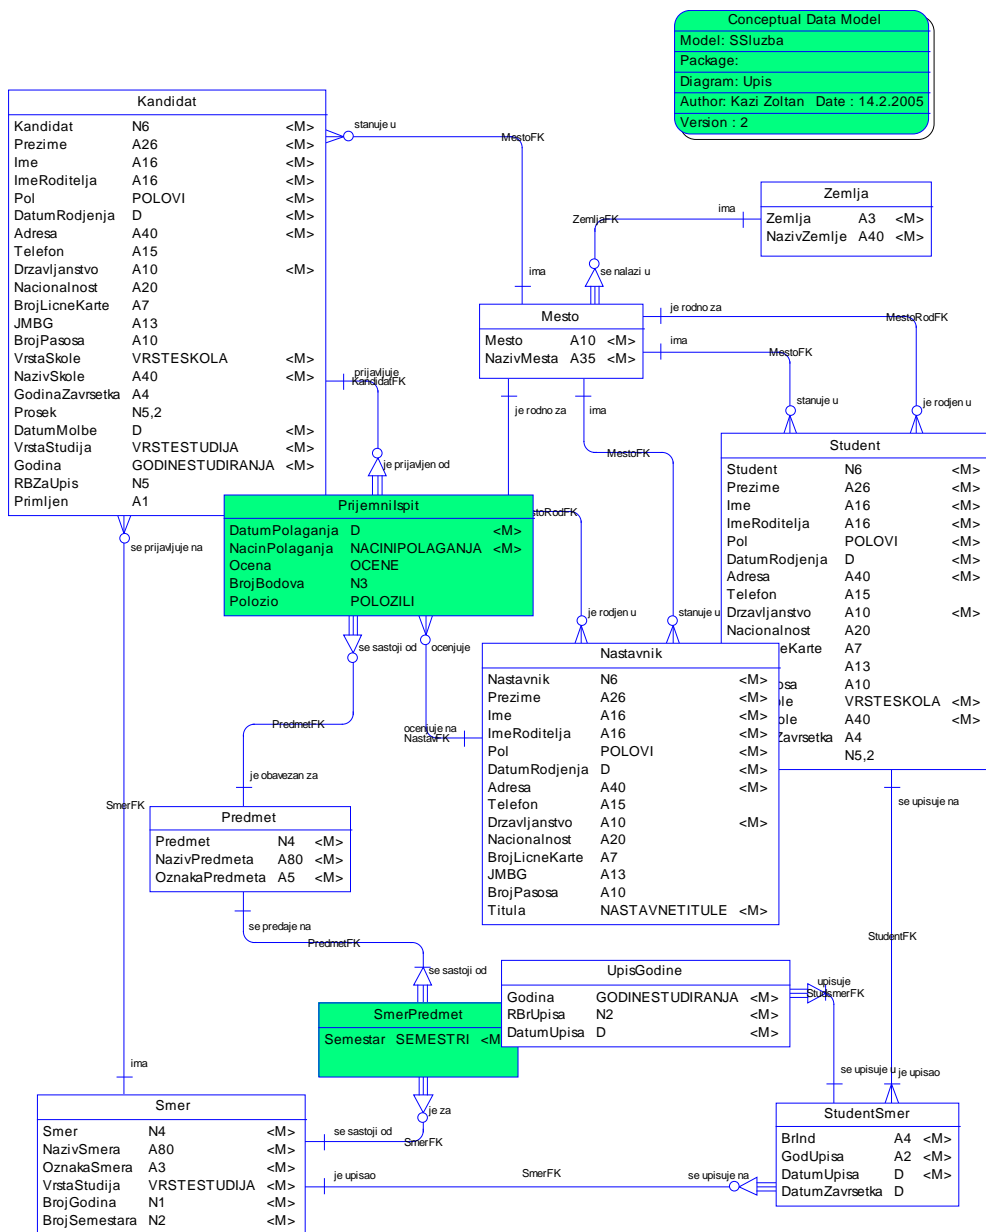 Conceptual Data Model
Model: SSluzba
Package:
Diagram: Upis
Author: Kazi Zoltan Date : 14.2.2005
Version : 2
Kandidat
Kandidat N6 <M>
Prezime A26 <M>
Ime A16 <M>
ImeRoditelja A16 <M>
Pol POLOVI <M>
DatumRodjenja D <M>
Adresa A40 <M>
Telefon A15
Drzavljanstvo A10 <M>
Nacionalnost A20
BrojLicneKarte A7
JMBG A13
BrojPasosa A10
VrstaSkole VRSTESKOLA <M>
NazivSkole A40 <M>
GodinaZavrsetka A4
Prosek N5,2
DatumMolbe D <M>
VrstaStudija VRSTESTUDIJA <M>
Godina GODINESTUDIRANJA <M>
RBZaUpis N5
Primljen A1
stanuje u
MestoFK
ima
Zemlja
Zemlja A3 <M>
NazivZemlje A40 <M>
ima
ZemljaFK
se nalazi u
Mesto
Mesto A10 <M>
NazivMesta A35 <M>
je rodno za
MestoRodFK
ima
MestoFK
stanuje u
je rodjen u
prijavljuje
KandidatFK
je prijavljen od
je rodno za
ima
MestoFK
Student
Student N6 <M>
Prezime A26 <M>
Ime A16 <M>
ImeRoditelja A16 <M>
Pol POLOVI <M>
DatumRodjenja D <M>
Adresa A40 <M>
Telefon A15
Drzavljanstvo A10 <M>
Nacionalnost A20
neKarte A7
A13
osa A10
ole VRSTESKOLA <M>
ole A40 <M>
Zavrsetka A4
N5,2
PrijemniIspit
DatumPolaganja D <M>
NacinPolaganja NACINIPOLAGANJA <M>
Ocena OCENE
BrojBodova N3
Polozio POLOZILI
stoRodFK
se prijavljuje na
je rodjen u
stanuje u
se sastoji od
ocenjuje
Nastavnik
Nastavnik N6 <M>
Prezime A26 <M>
Ime A16 <M>
ImeRoditelja A16 <M>
Pol POLOVI <M>
DatumRodjenja D <M>
Adresa A40 <M>
Telefon A15
Drzavljanstvo A10 <M>
Nacionalnost A20
BrojLicneKarte A7
JMBG A13
BrojPasosa A10
Titula NASTAVNETITULE <M>
PredmetFK
ocenjuje na
NastavFK
je obavezan za
SmerFK
se upisuje na
Predmet
Predmet N4 <M>
NazivPredmeta A80 <M>
OznakaPredmeta A5 <M>
se predaje na
PredmetFK
se sastoji od
StudentFK
UpisGodine
Godina GODINESTUDIRANJA <M>
RBrUpisa N2 <M>
DatumUpisa D <M>
upisuje
StudsmerFK
SmerPredmet
Semestar SEMESTRI <M
ima
se upisuje u
je upisao
Smer
Smer N4 <M>
NazivSmera A80 <M>
OznakaSmera A3 <M>
VrstaStudija VRSTESTUDIJA <M>
BrojGodina N1 <M>
BrojSemestara N2 <M>
je za
se sastoji od
SmerFK
StudentSmer
BrInd A4 <M>
GodUpisa A2 <M>
DatumUpisa D <M>
DatumZavrsetka D
je upisao
SmerFK
se upisuje na